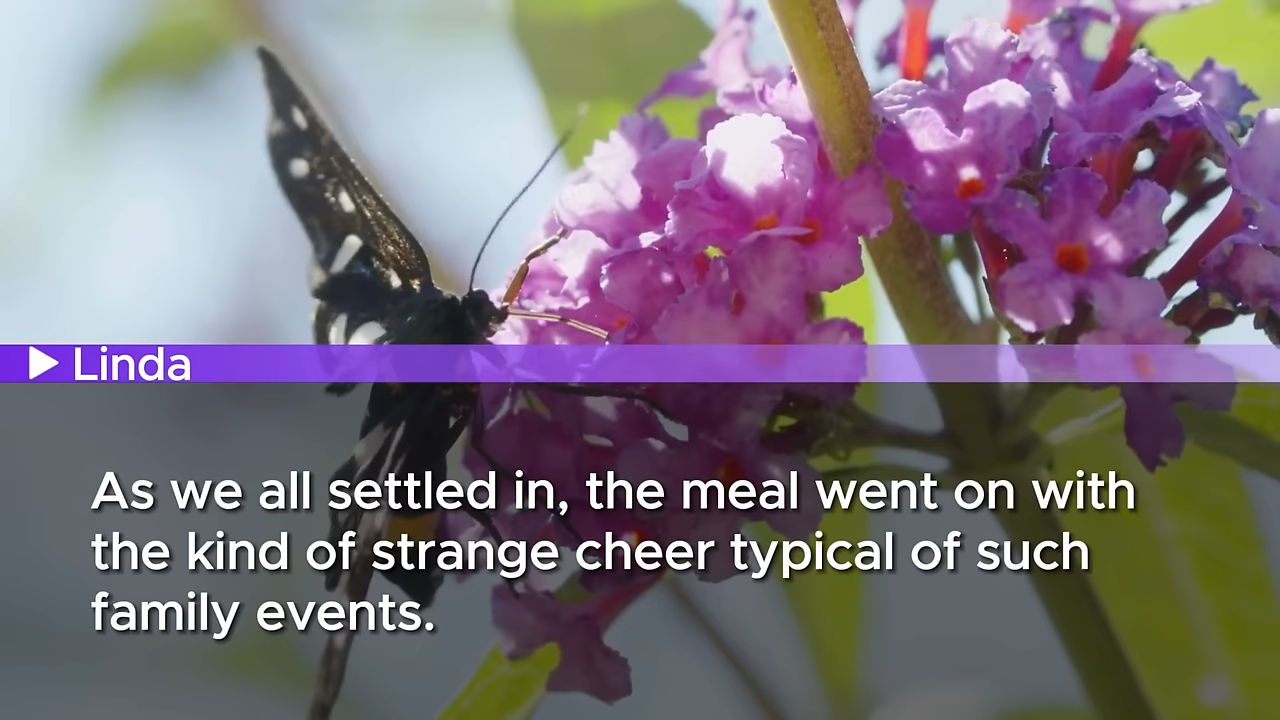 Linda
As we all settled in, the meal went on with
the kind of strange cheer typical of such
family events.